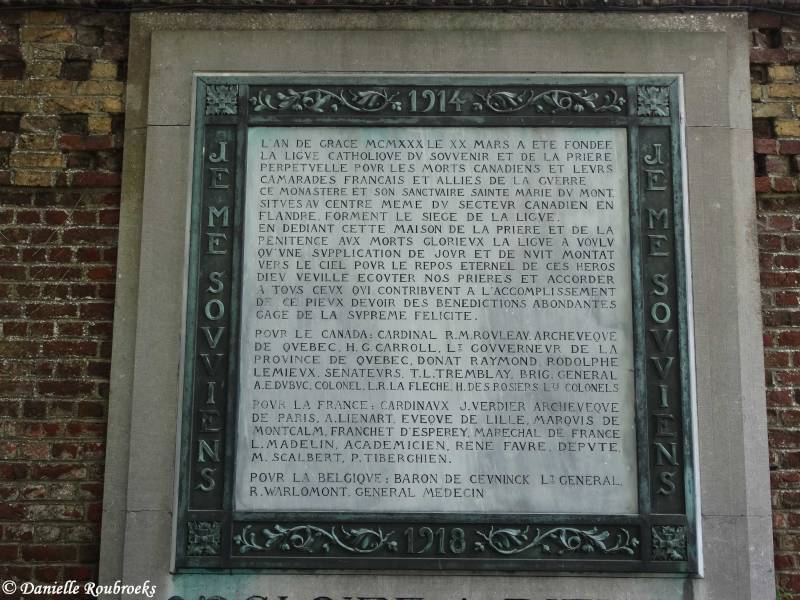 1914
JE ME SOUVIENS
L'AN DE GRACE MCMXXX LE XX MARS A ETE FONDEE
LA LIGVE CATHOLIQVE DV SOVVENIR ET DE LA PRIERE
PERPETVELLE POVR LES MORTS CANADIENS ET LEVRS
CAMARADES FRANCAIS ET ALLIES DE LA GVERRE
CE MONASTERE ET SON SANCTVAIRE SAINTE MARIE DV MONT,
SITVES AV CENTRE MEME DV SECTEVR CANADIEN EN
FLANDRE, FORMENT LE SIEGE DE LA LIGVE.
EN DEDIANT CETTE MAISON DE LA PRIERE ET DE LA
PENITENCE AVX MORTS GLORIEVX LA LIGVE A VOVLV
QV'VNE SVPPLICATION DE JOVR ET DE NVIT MONTAT
VERS LE CIEL POVR LE REPOS ETERNEL DE CES HEROS
DIEV VEVILLE ECOVTER NOS PRIERES ET ACCORDER
A TOVS CEVX QVI CONTRIBVENT A L'ACCOMPLISSEMENT
DE CE PIEVX DEVOIR DES BENEDICTIONS ABONDANTES
GAGE DE LA SVPREME FELICITE.
POVR LE CANADA: CARDINAL R.M.ROVLEAV, ARCHEVEQVE
DE QVEBEC, H.G.CARROLL, Lt GOVVERNEVR DE LA
PROVINCE DE QVEBEC, DONAT RAYMOND, RODOLPHE
LEMIEVX, SENATEVRS, T.L.TREMBLAY, BRIG. GENERAL
A.E.DVBVC, COLONEL, L.R.LA FLECHE, H.DES ROSIERS Lts COLONELS
POVR LA FRANCE: CARDINAVX J.VERDIER ARCHEVEQVE
DE PARIS, A.LIENART, EVEQVE DE LILLE, MARQVIS DE
MONTCALM, FRANCHET D'ESPEREY, MARECHAL DE FRANCE
L.MADELIN, ACADEMICIEN, RENE FAVRE, DEPVTE,
M.SCALBERT, P.TIBERGHIEN.
POVR LA BELGIQVE: BARON DE CEVNINCK Lt GENERAL,
R.WARLOMONT, GENERAL MEDECIN
JE ME SOUVIENS
1918
© Danielle Roubroeks